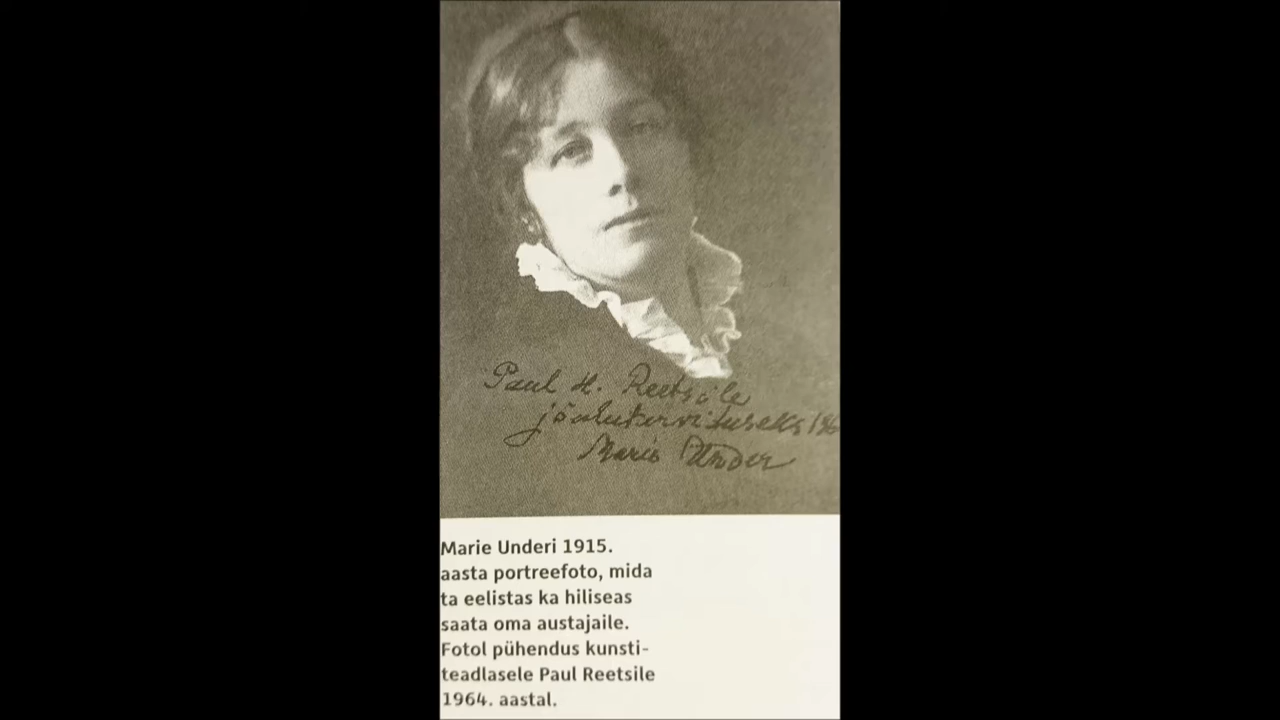 Paul H. Reetsile
jõulutervituseks 196
Marie Under
Marie Underi 1915.
aasta portreefoto, mida
ta eelistas ka hiliseas
saata oma austajaile.
Fotol pühendus kunsti-
teadlasele Paul Reetsile
1964. aastal.